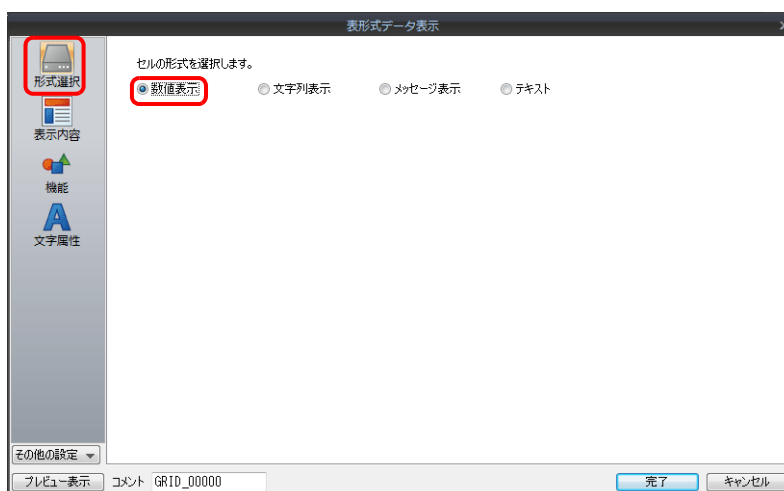 表形式データ表示
形式選択
表示内容
機能
文字属性
その他の設定
セルの形式を選択します。
数値表示 文字列表示 メッセージ表示 テキスト
プレビュー表示 コメント GRID_00000 完了 キャンセル